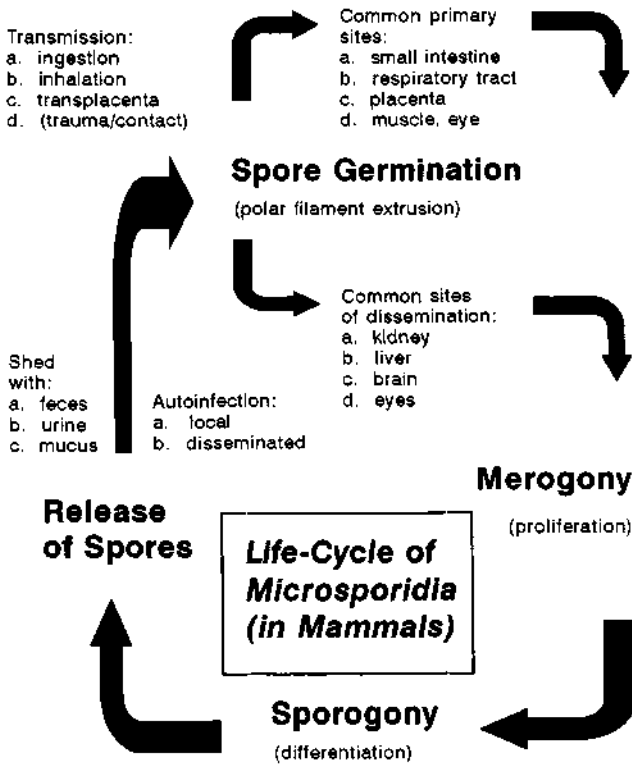 Transmission:
a. ingestion
b. inhalation
c. transplacenta
d. (trauma/contact)
Common primary
sites:
a. small intestine
b. respiratory tract
c. placenta
d. muscle, eye
Spore Germination
(polar filament extrusion)
Common sites
of dissemination:
a. kidney
b. liver
c. brain
d. eyes
Shed
with:
a. feces
b. urine
c. mucus
Autoinfection:
a. focal
b. disseminated
Merogony
(proliferation)
Release
of Spores
Life-Cycle of
Microsporidia
(in Mammals)
Sporogony
(differentiation)